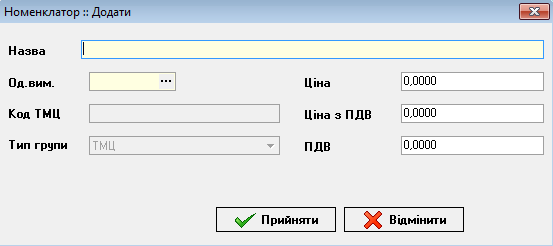 Номенклатор :: Додати
Назва
Од.вим. ... Ціна 0,0000
Код ТМЦ Ціна з ПДВ 0,0000
Тип групи ТМЦ ПДВ 0,0000
Прийняти Відмінити